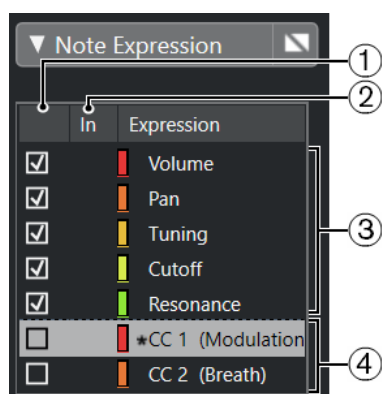 ▼ Note Expression
①
②
In Expression
Volume
Pan
Tuning
③
Cutoff
Resonance
*CC 1 (Modulation
④
CC 2 (Breath)